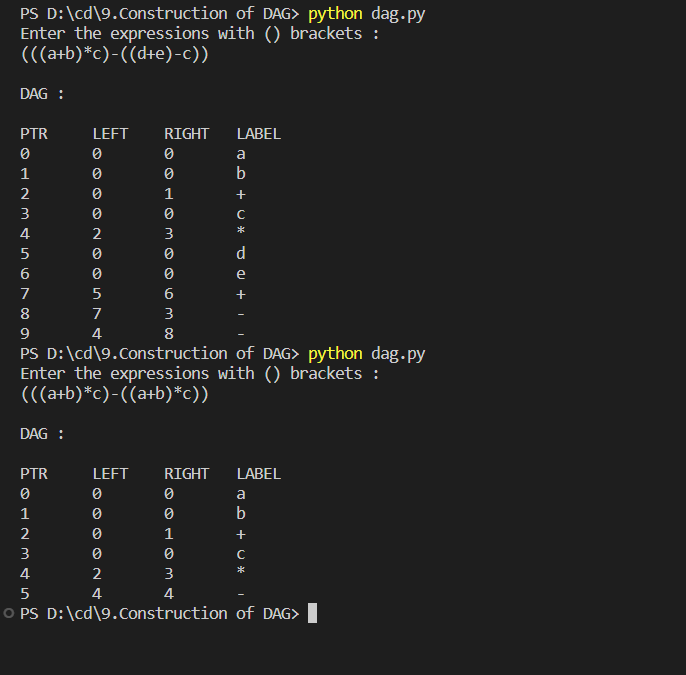 PS D:\cd\9.Construction of DAG> python dag.py
Enter the expressions with () brackets :
(((a+b)*c)-((d+e)-c))
DAG :
PTR LEFT RIGHT LABEL
0 0 0 a
1 0 0 b
2 0 1 +
3 0 0 c
4 2 3 *
5 0 0 d
6 0 0 e
7 5 6 +
8 7 3 -
9 4 8 -
PS D:\cd\9.Construction of DAG> python dag.py
Enter the expressions with () brackets :
(((a+b)*c)-((a+b)*c))
DAG :
PTR LEFT RIGHT LABEL
0 0 0 a
1 0 0 b
2 0 1 +
3 0 0 c
4 2 3 *
5 4 4 -
PS D:\cd\9.Construction of DAG>